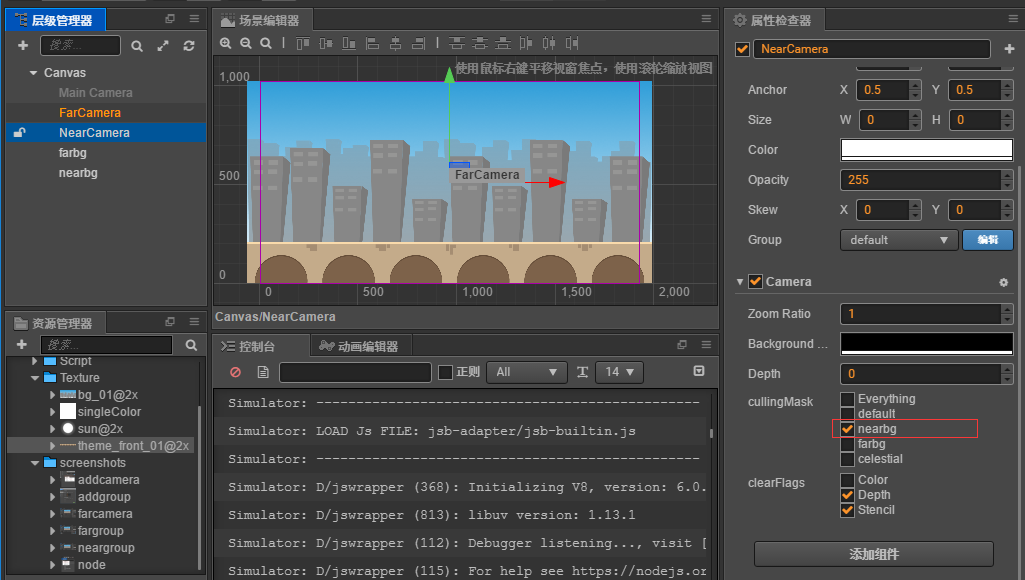 层级管理器
搜索...
Canvas
Main Camera
FarCamera
NearCamera
farbg
nearbg
资源管理器
搜索...
Script
Texture
bg_01@2x
singleColor
sun@2x
theme_front_01@2x
screenshots
addcamera
addgroup
farcamera
fargroup
neargroup
node
场景编辑器
使用鼠标右键平移视窗焦点，使用滚轮缩放视图
1,000
500
0
FarCamera
0
500
1,000
1,500
2,000
Canvas/NearCamera
控制台
动画编辑器
正则
All
14
Simulator: ------------------------------------------------
Simulator: LOAD Js FILE: jsb-adapter/jsb-builtin.js
Simulator: ------------------------------------------------
Simulator: D/jswrapper (368): Initializing V8, version: 6.0.
Simulator: D/jswrapper (813): libuv version: 1.13.1
Simulator: D/jswrapper (112): Debugger listening..., visit [
Simulator: D/jswrapper (115): For help see https://nodejs.or
属性检查器
NearCamera
Anchor X 0.5 Y 0.5
Size W 0 H 0
Color
Opacity 255
Skew X 0 Y 0
Group default 编辑
Camera
Zoom Ratio 1
Background ...
Depth 0
cullingMask Everything
default
nearbg
farbg
celestial
clearFlags Color
Depth
Stencil
添加组件